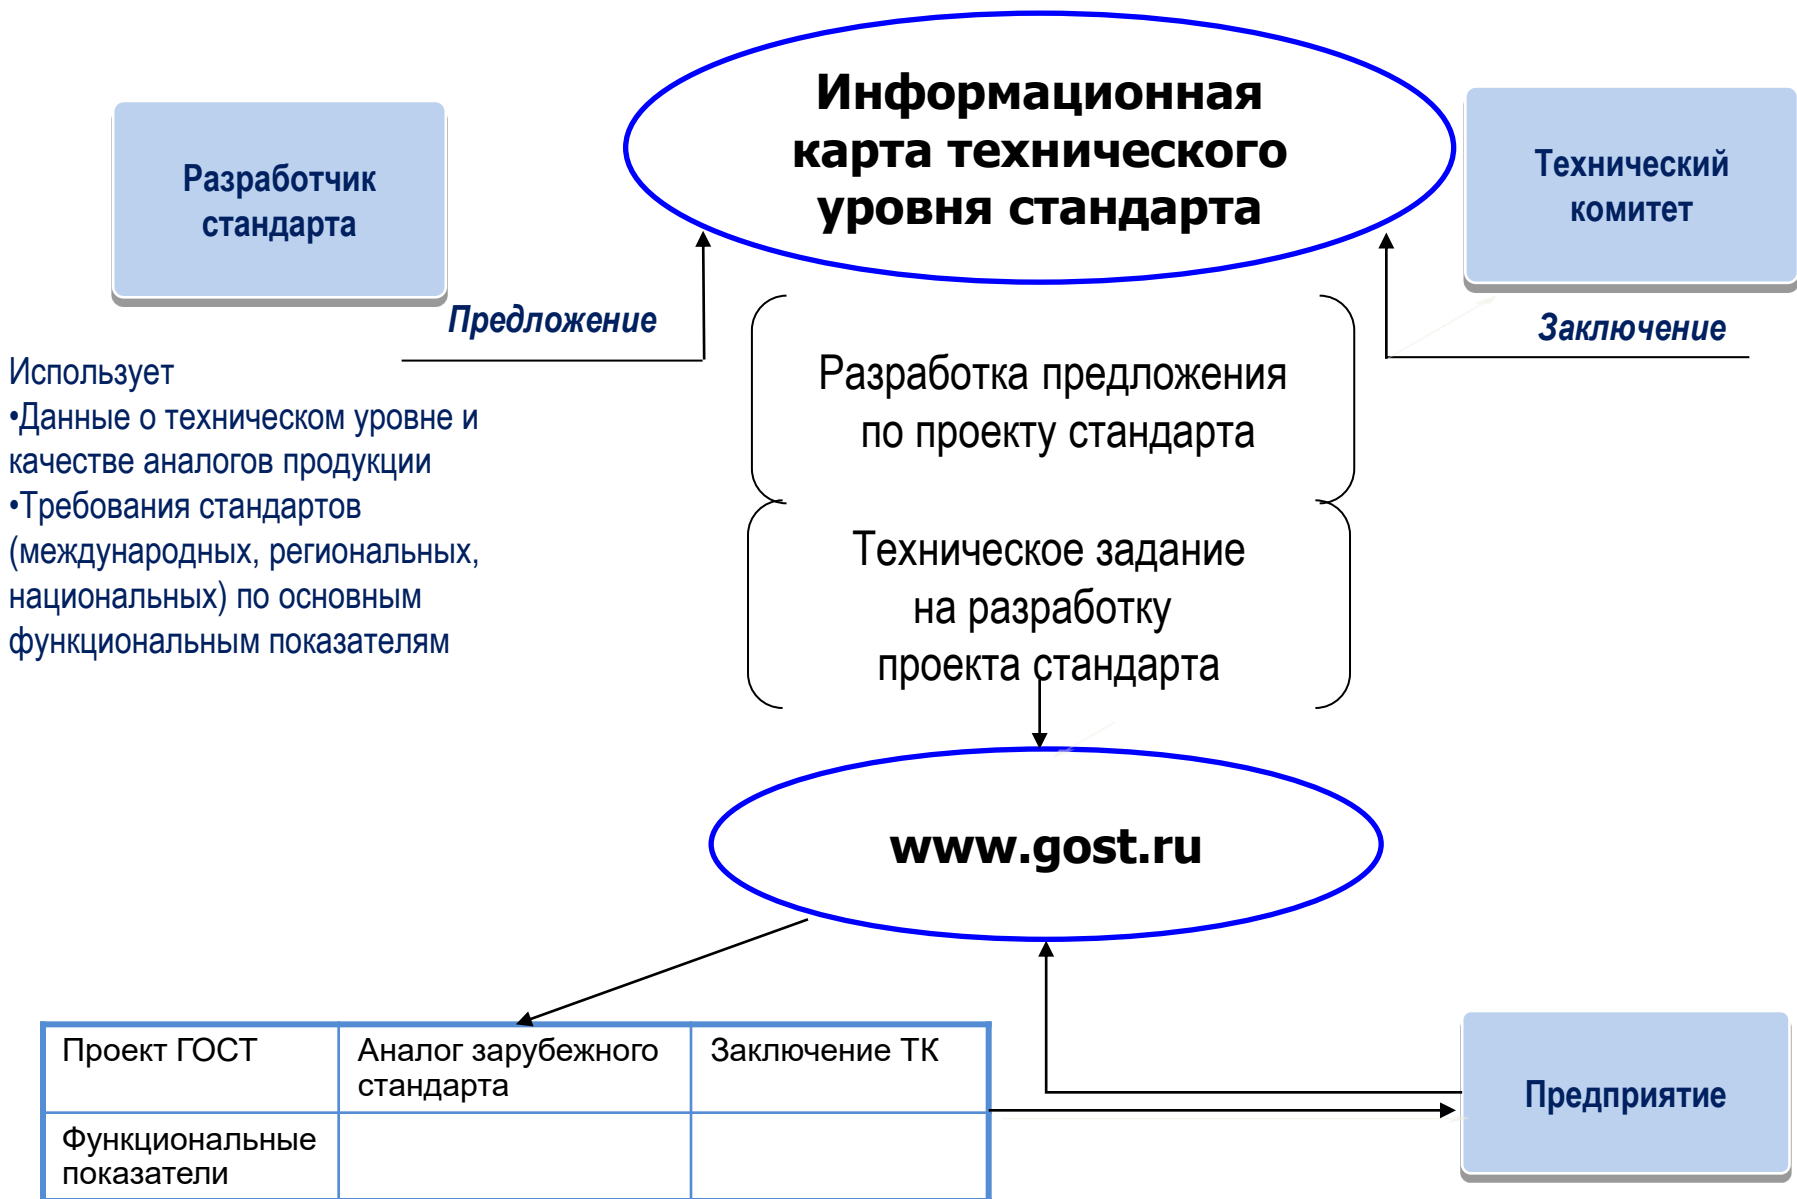 Информационная
карта технического
уровня стандарта
Разработчик
стандарта
Технический
комитет
Предложение
Заключение
Использует
•Данные о техническом уровне и
качестве аналогов продукции
•Требования стандартов
(международных, региональных,
национальных) по основным
функциональным показателям
Разработка предложения
по проекту стандарта
Техническое задание
на разработку
проекта стандарта
www.gost.ru
Проект ГОСТ
Аналог зарубежного
стандарта
Заключение ТК
Функциональные
показатели
Предприятие